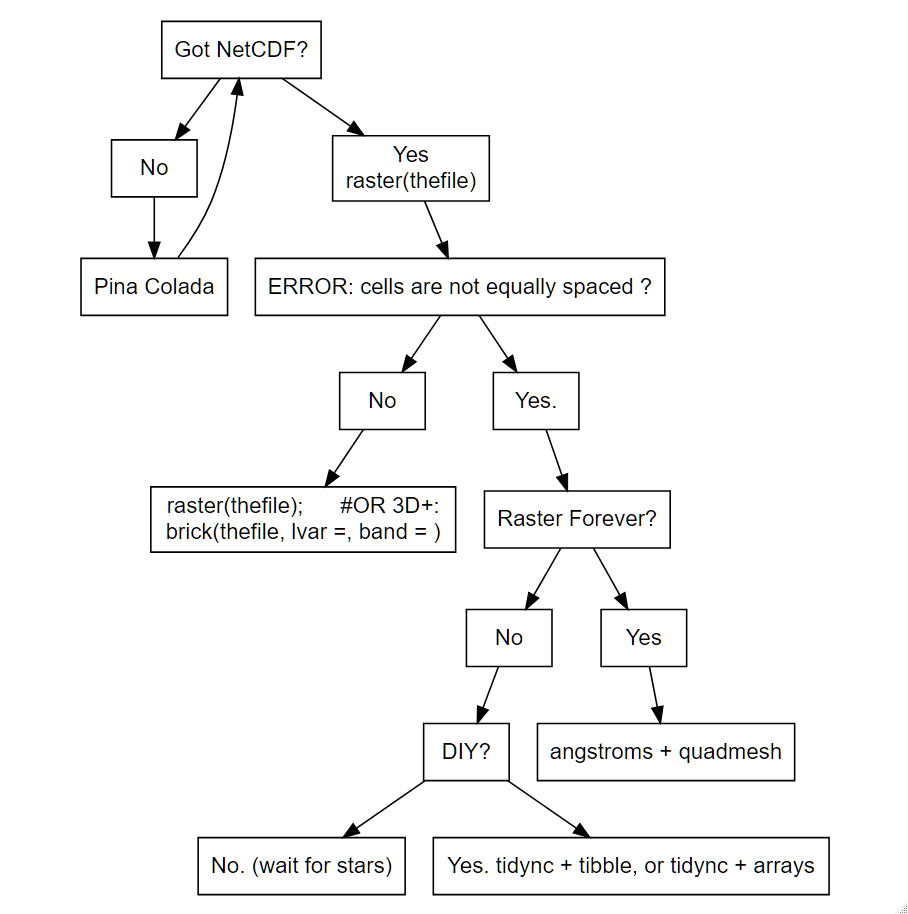 Got NetCDF?
No
Yes
raster(thefile)
Pina Colada
ERROR: cells are not equally spaced ?
No
Yes.
raster(thefile);      #OR 3D+:
brick(thefile, lvar =, band = )
Raster Forever?
No
Yes
DIY?
angstroms + quadmesh
No. (wait for stars)
Yes. tidync + tibble, or tidync + arrays